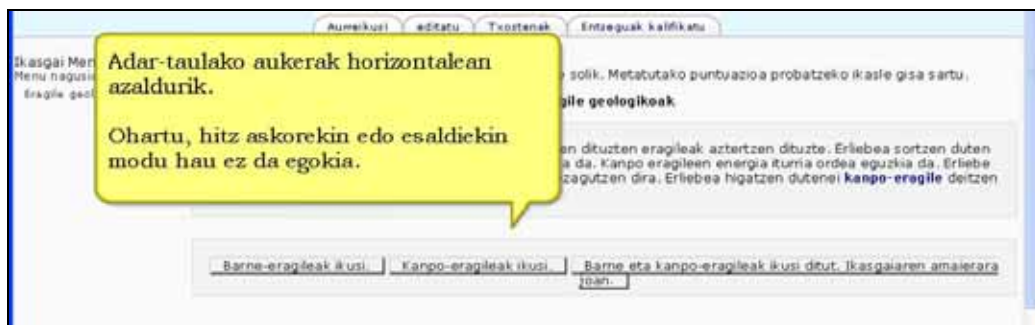 Aurreikusi editatu Txostenak Entseguak kalifikatu
Ikasgai Men
Menu nagusia
Eragile geol
Adar-taulako aukerak horizontalean
azaldurik.
Ohartu, hitz askorekin edo esaldiekin
modu hau ez da egokia.
solik. Metatutako puntuazioa probatzeko ikasle gisa sartu.
gile geologikoak
en dituzten eragileak aztertzen dituzte. Erliebea sortzen duten
a da. Kanpo eragileen energia iturria ordea eguzkia da. Erliebe
zagutzen dira. Erliebea higatzen dutenei kanpo-eragile deitzen
Barne-eragileak ikusi. Kanpo-eragileak ikusi. Barne eta kanpo-eragileak ikusi ditut. Ikasgaiaren amaierara
joan.